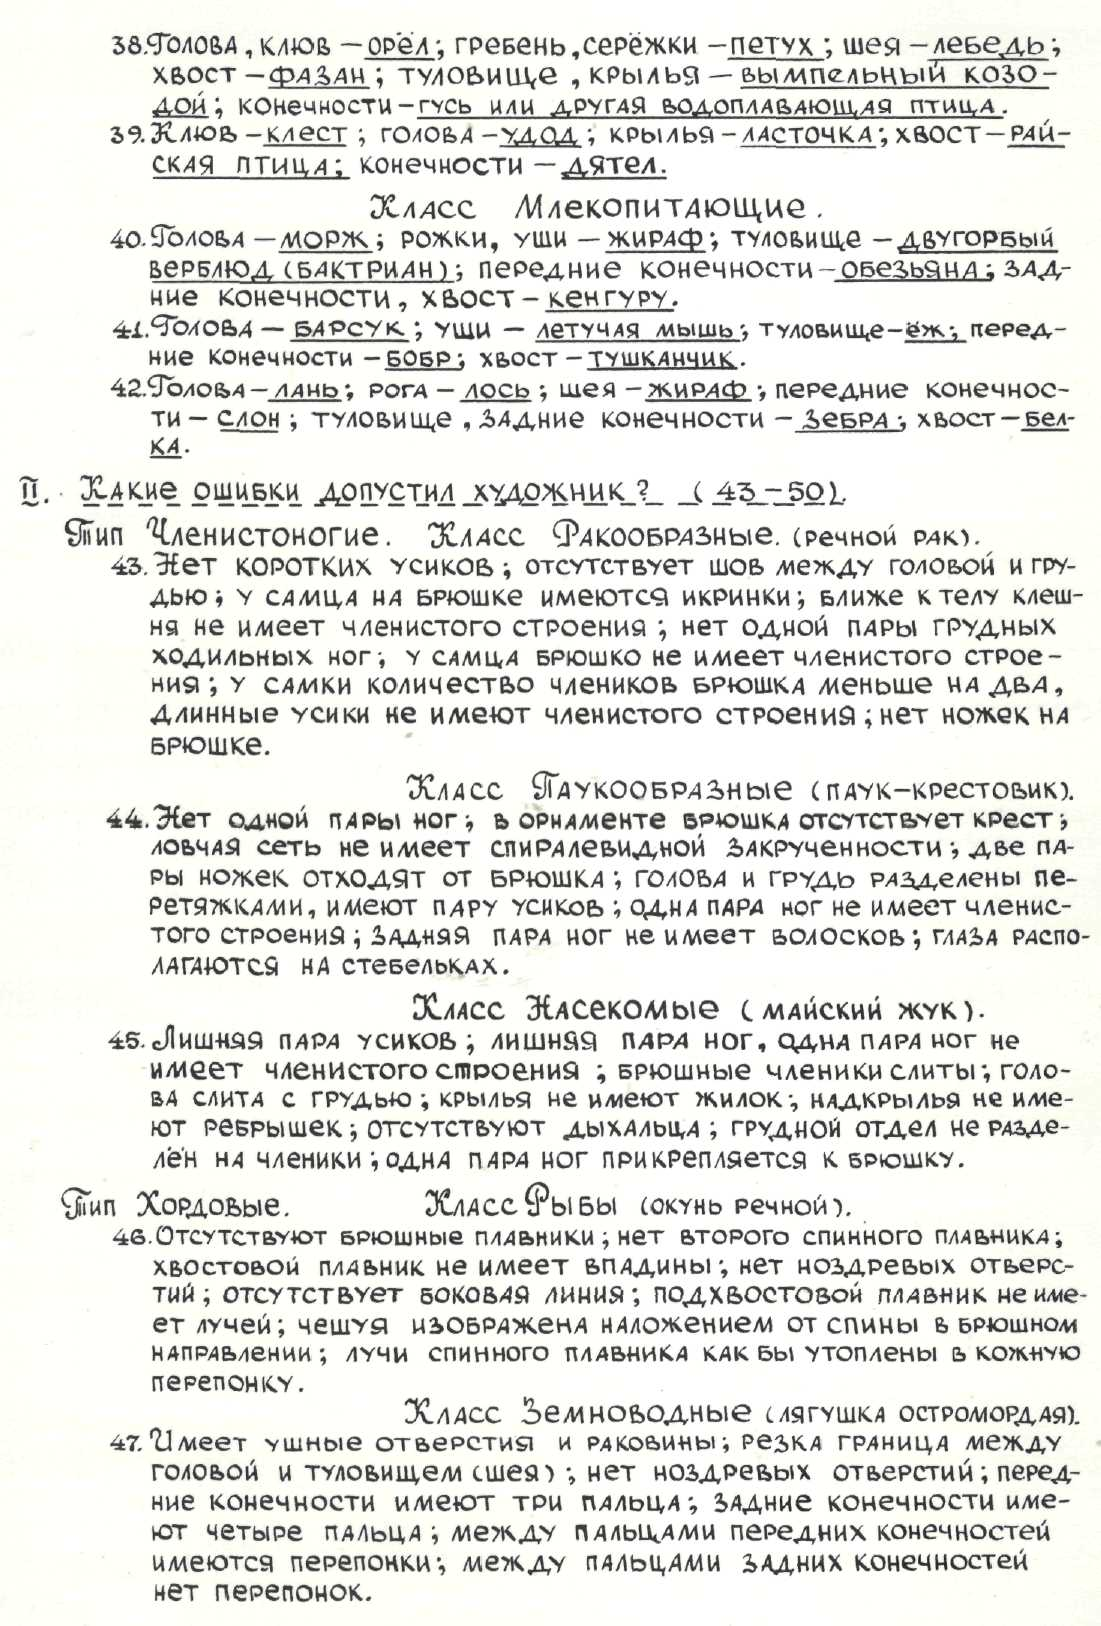 38. Голова, клюв – орёл; гребень, серёжки – петух; шея – лебедь;
хвост – фазан; туловище, крылья – вымпельный козо-
дой; конечности – гусь или другая водоплавающая птица.
39. Клюв – клест; голова – удод; крылья – ласточка; хвост – рай-
ская птица; конечности – дятел.
Класс Млекопитающие.
40. Голова – морж; рожки, уши – жираф; туловище – двугорбый
верблюд (бактриан); передние конечности – обезьяна; зад-
ние конечности, хвост – кенгуру.
41. Голова – барсук; уши – летучая мышь; туловище – ёж; перед-
ние конечности – бобр; хвост – тушканчик.
42. Голова – лань; рога – лось; шея – жираф; передние конечнос-
ти – слон; туловище, задние конечности – зебра; хвост – бел-
ка.
II. Какие ошибки допустил художник? (43–50).
Тип Членистоногие. Класс Ракообразные. (речной рак).
43. Нет коротких усиков; отсутствует шов между головой и гру-
дью; у самца на брюшке имеются икринки; ближе к телу клеш-
ня не имеет членистого строения; нет одной пары грудных
ходильных ног; у самца брюшко не имеет членистого строе-
ния; у самки количество члеников брюшка меньше на два,
длинные усики не имеют членистого строения; нет ножек на
брюшке.
Класс Паукообразные (паук-крестовик).
44. Нет одной пары ног; в орнаменте брюшка отсутствует крест;
ловчая сеть не имеет спиралевидной закрученности; две па-
ры ножек отходят от брюшка; голова и грудь разделены пе-
ретяжками, имеют пару усиков; одна пара ног не имеет членис-
того строения; задняя пара ног не имеет волосков; глаза распо-
лагаются на стебельках.
Класс Насекомые (майский жук).
45. Лишняя пара усиков; лишняя пара ног, одна пара ног не
имеет членистого строения; брюшные членики слиты; голо-
ва слита с грудью; крылья не имеют жилок; надкрылья не име-
ют ребрышек; отсутствуют дыхальца; грудной отдел не разде-
лён на членики; одна пара ног прикрепляется к брюшку.
Тип Хордовые. Класс Рыбы (окунь речной).
46. Отсутствуют брюшные плавники; нет второго спинного плавника;
хвостовой плавник не имеет впадины; нет ноздревых отверс-
тий; отсутствует боковая линия; подхвостовой плавник не име-
ет лучей; чешуя изображена наложением от спины в брюшном
направлении; лучи спинного плавника как бы утоплены в кожную
перепонку.
Класс Земноводные (лягушка остромордая).
47. Имеет ушные отверстия и раковины; резка граница между
головой и туловищем (шея); нет ноздревых отверстий; перед-
ние конечности имеют три пальца; задние конечности име-
ют четыре пальца; между пальцами передних конечностей
имеются перепонки; между пальцами задних конечностей
нет перепонок.